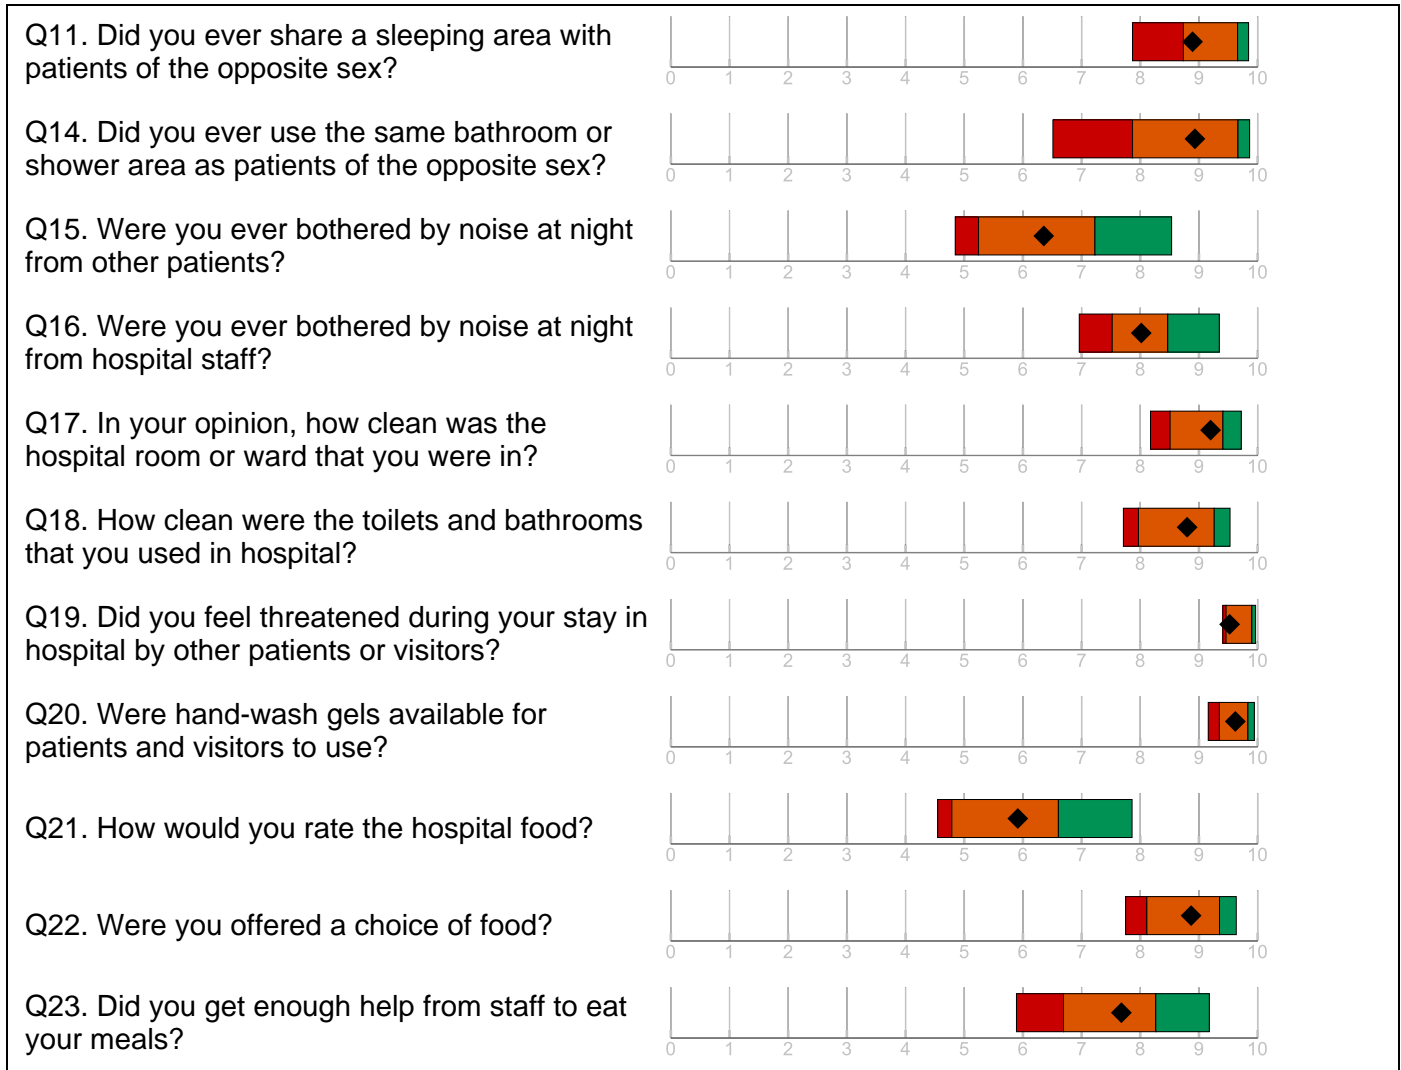 Q11. Did you ever share a sleeping area with
patients of the opposite sex?
0 1 2 3 4 5 6 7 8 9 10
Q14. Did you ever use the same bathroom or
shower area as patients of the opposite sex?
0 1 2 3 4 5 6 7 8 9 10
Q15. Were you ever bothered by noise at night
from other patients?
0 1 2 3 4 5 6 7 8 9 10
Q16. Were you ever bothered by noise at night
from hospital staff?
0 1 2 3 4 5 6 7 8 9 10
Q17. In your opinion, how clean was the
hospital room or ward that you were in?
0 1 2 3 4 5 6 7 8 9 10
Q18. How clean were the toilets and bathrooms
that you used in hospital?
0 1 2 3 4 5 6 7 8 9 10
Q19. Did you feel threatened during your stay in
hospital by other patients or visitors?
0 1 2 3 4 5 6 7 8 9 10
Q20. Were hand-wash gels available for
patients and visitors to use?
0 1 2 3 4 5 6 7 8 9 10
Q21. How would you rate the hospital food?
0 1 2 3 4 5 6 7 8 9 10
Q22. Were you offered a choice of food?
0 1 2 3 4 5 6 7 8 9 10
Q23. Did you get enough help from staff to eat
your meals?
0 1 2 3 4 5 6 7 8 9 10